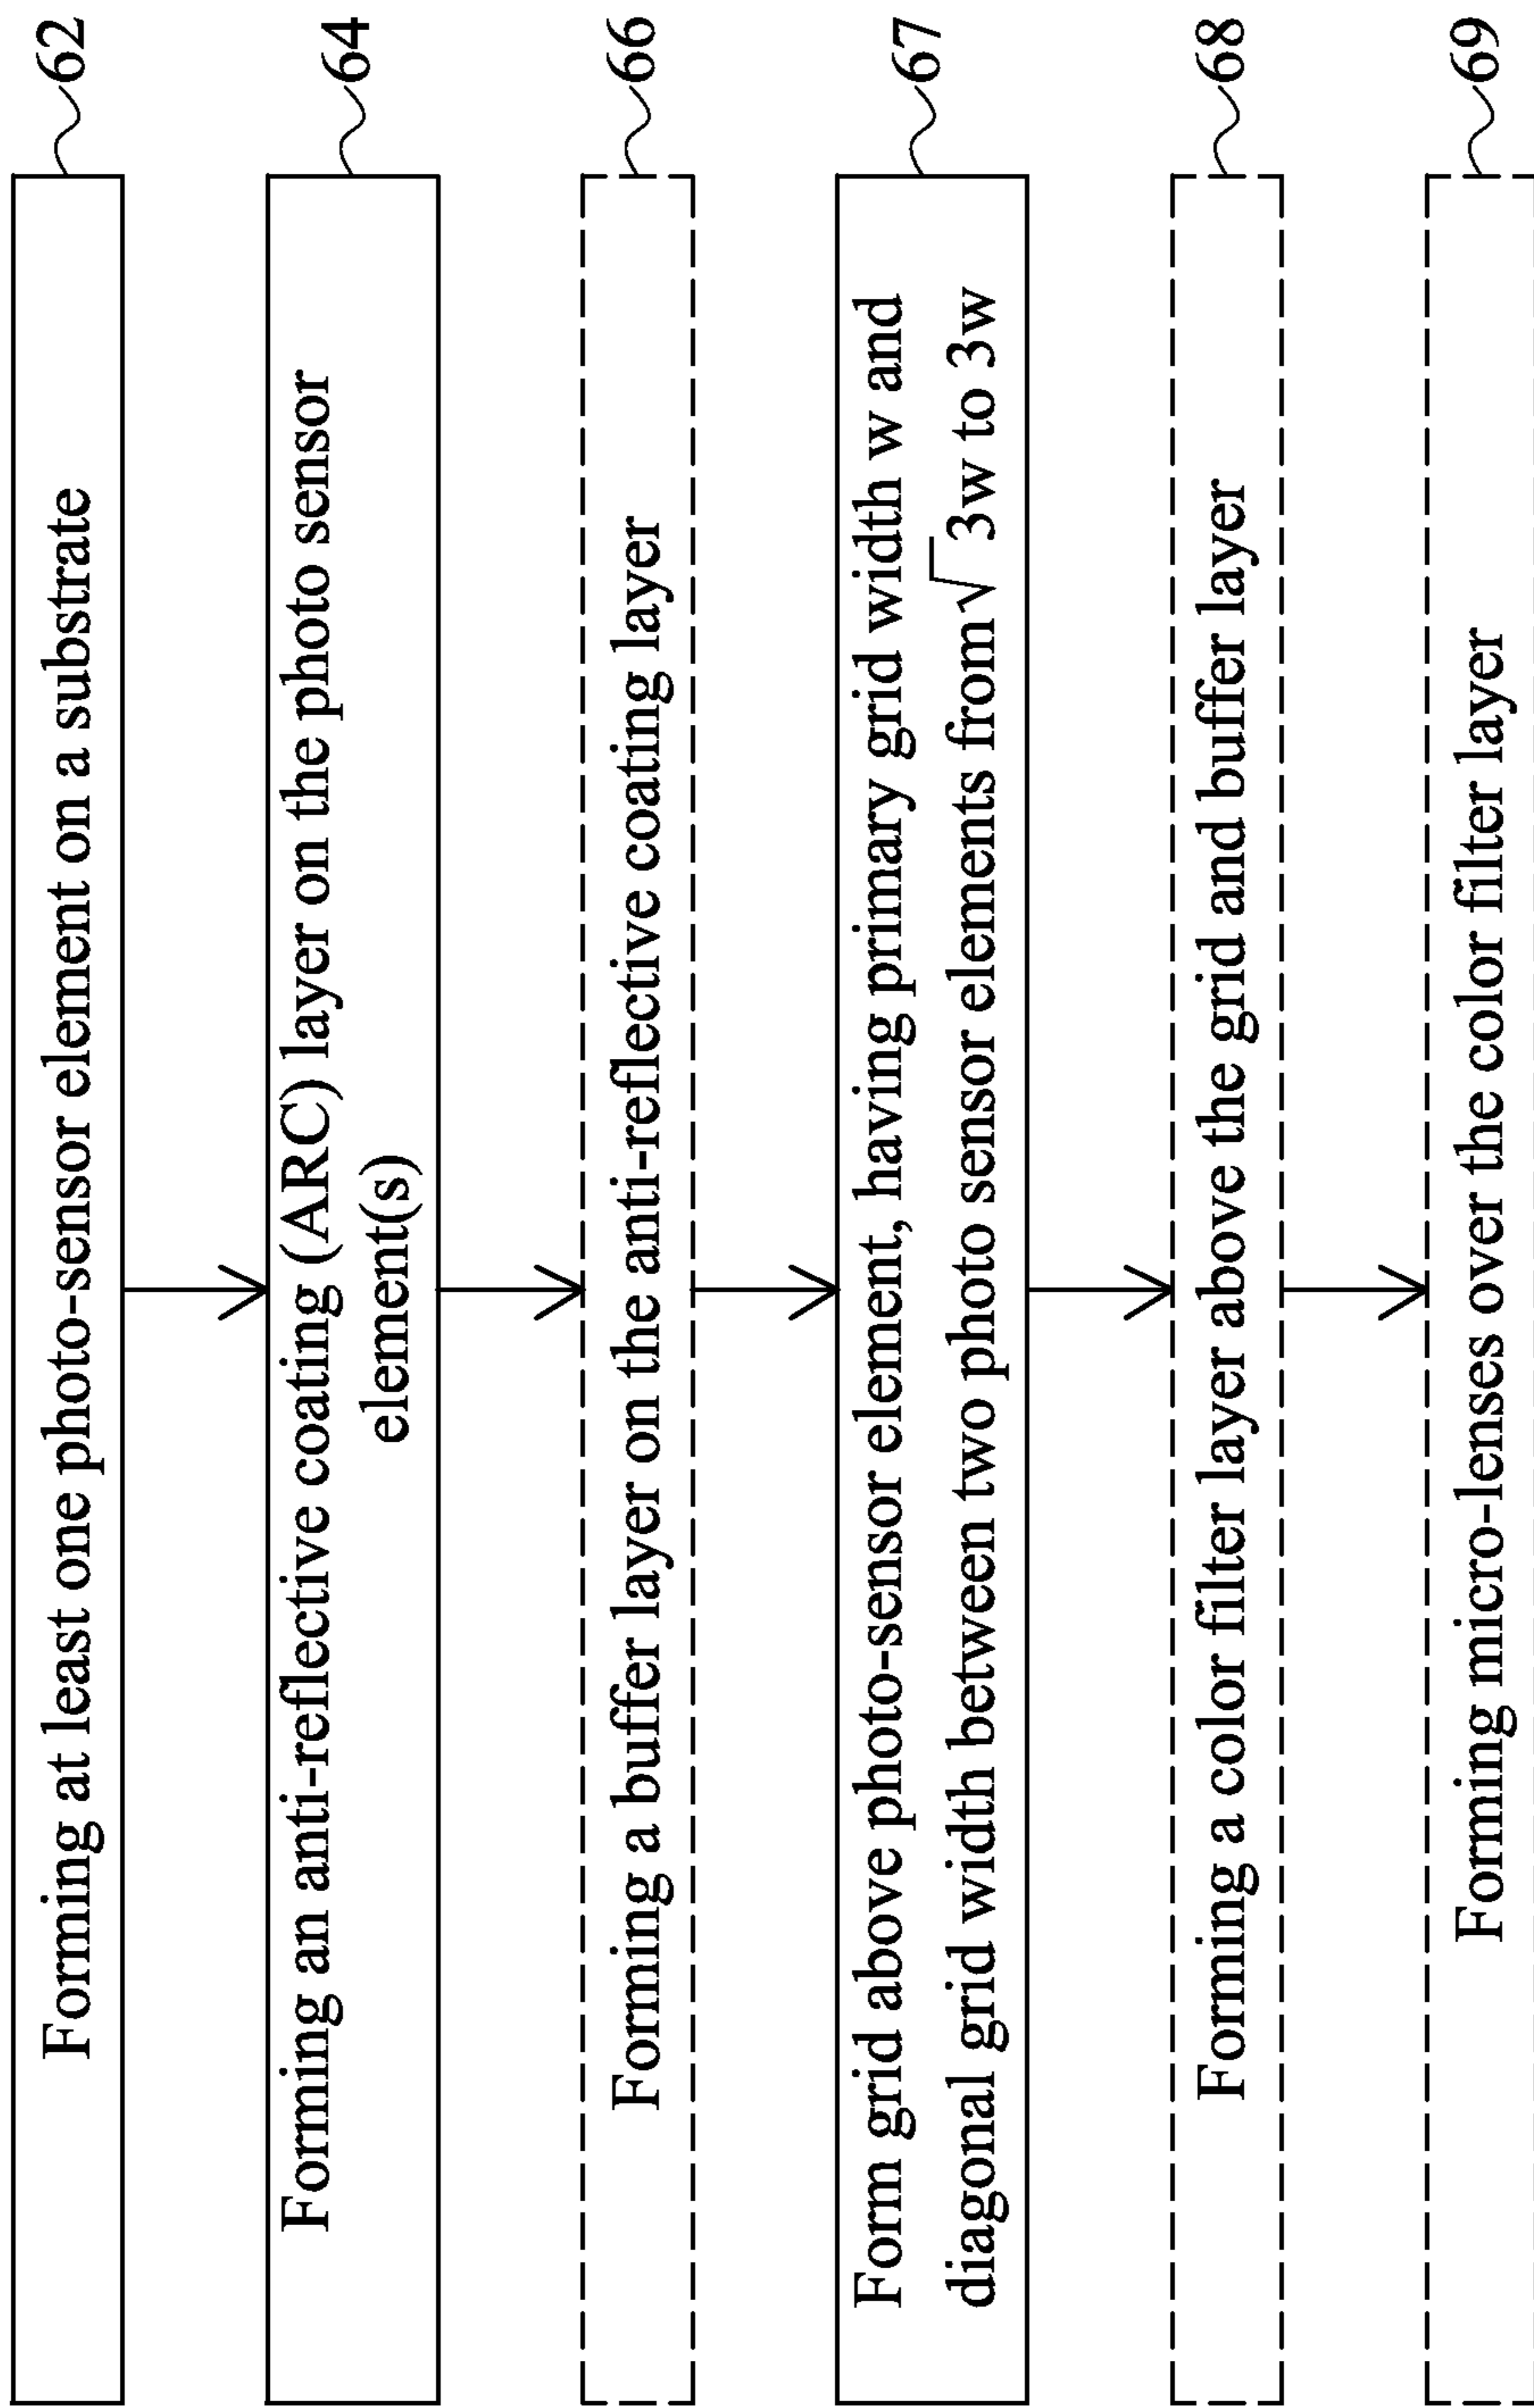 Forming at least one photo-sensor element on a substrate
62
Forming an anti-reflective coating (ARC) layer on the photo sensor
element(s)
64
Forming a buffer layer on the anti-reflective coating layer
66
Form grid above photo-sensor element, having primary grid width w and
diagonal grid width between two photo sensor elements from √3w to 3w
67
Forming a color filter layer above the grid and buffer layer
68
Forming micro-lenses over the color filter layer
69